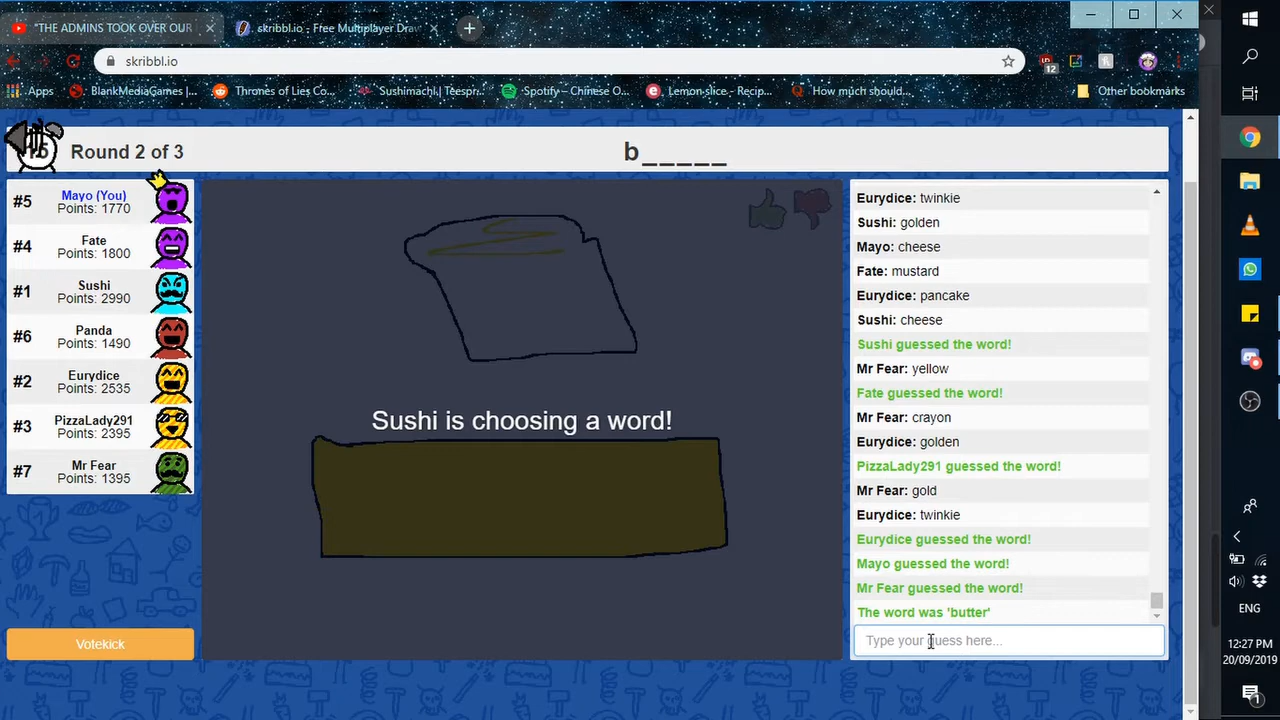 "THE ADMINS TOOK OVER OUR
skribbl.io - Free Multiplayer Draw
skribbl.io
12
Apps
BlankMediaGames |...
Thrones of Lies Co...
Sushimachi | Teespr...
Spotify – Chinese O...
Lemon slice - Recip...
How much should...
Other bookmarks
Round 2 of 3
b_____
#5
Mayo (You)
Points: 1770
#4
Fate
Points: 1800
#1
Sushi
Points: 2990
#6
Panda
Points: 1490
#2
Eurydice
Points: 2535
#3
PizzaLady291
Points: 2395
#7
Mr Fear
Points: 1395
Votekick
Sushi is choosing a word!
Eurydice: twinkie
Sushi: golden
Mayo: cheese
Fate: mustard
Eurydice: pancake
Sushi: cheese
Sushi guessed the word!
Mr Fear: yellow
Fate guessed the word!
Mr Fear: crayon
Eurydice: golden
PizzaLady291 guessed the word!
Mr Fear: gold
Eurydice: twinkie
Eurydice guessed the word!
Mayo guessed the word!
Mr Fear guessed the word!
The word was 'butter'
Type your guess here...
ENG
12:27 PM
20/09/2019
1